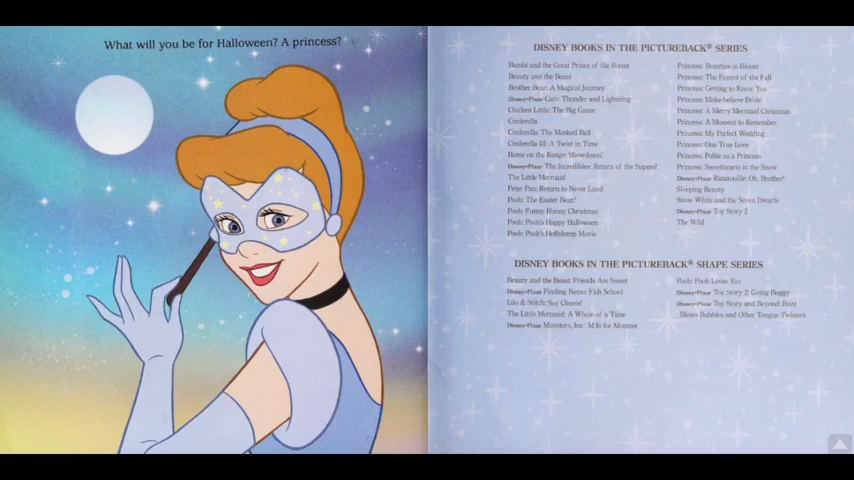 What will you be for Halloween? A princess?
DISNEY BOOKS IN THE PICTUREBACK® SERIES
Bambi and the Great Prince of the Forest
Beauty and the Beast
Brother Bear: A Magical Journey
Disney•Pixar Cars: Thunder and Lightning
Chicken Little: The Big Game
Cinderella
Cinderella: The Masked Ball
Cinderella III: A Twist in Time
Home on the Range: Showdown!
Disney•Pixar The Incredibles: Return of the Supers!
The Little Mermaid
Peter Pan: Return to Never Land
Pooh: The Easter Bear?
Pooh: Funny Honny Christmas
Pooh: Pooh's Happy Halloween
Pooh: Pooh's Heffalump Movie
Princess: Beauties in Bloom
Princess: The Fairest of the Fall
Princess: Getting to Know You
Princess: Make-believe Bride
Princess: A Merry Mermaid Christmas
Princess: A Moment to Remember
Princess: My Perfect Wedding
Princess: One True Love
Princess: Polite as a Princess
Princess: Sweethearts in the Snow
Disney•Pixar Ratatouille: Oh, Brother!
Sleeping Beauty
Snow White and the Seven Dwarfs
Disney•Pixar Toy Story 2
The Wild
DISNEY BOOKS IN THE PICTUREBACK® SHAPE SERIES
Beauty and the Beast: Friends Are Sweet
Disney•Pixar Finding Nemo: Fish School
Lilo & Stitch: Say Cheese!
The Little Mermaid: A Whale of a Time
Disney•Pixar Monsters, Inc.: M Is for Monster
Pooh: Pooh Loves You
Disney•Pixar Toy Story 2: Going Buggy
Disney•Pixar Toy Story and Beyond: Buzz
Blows Bubbles and Other Tongue Twisters